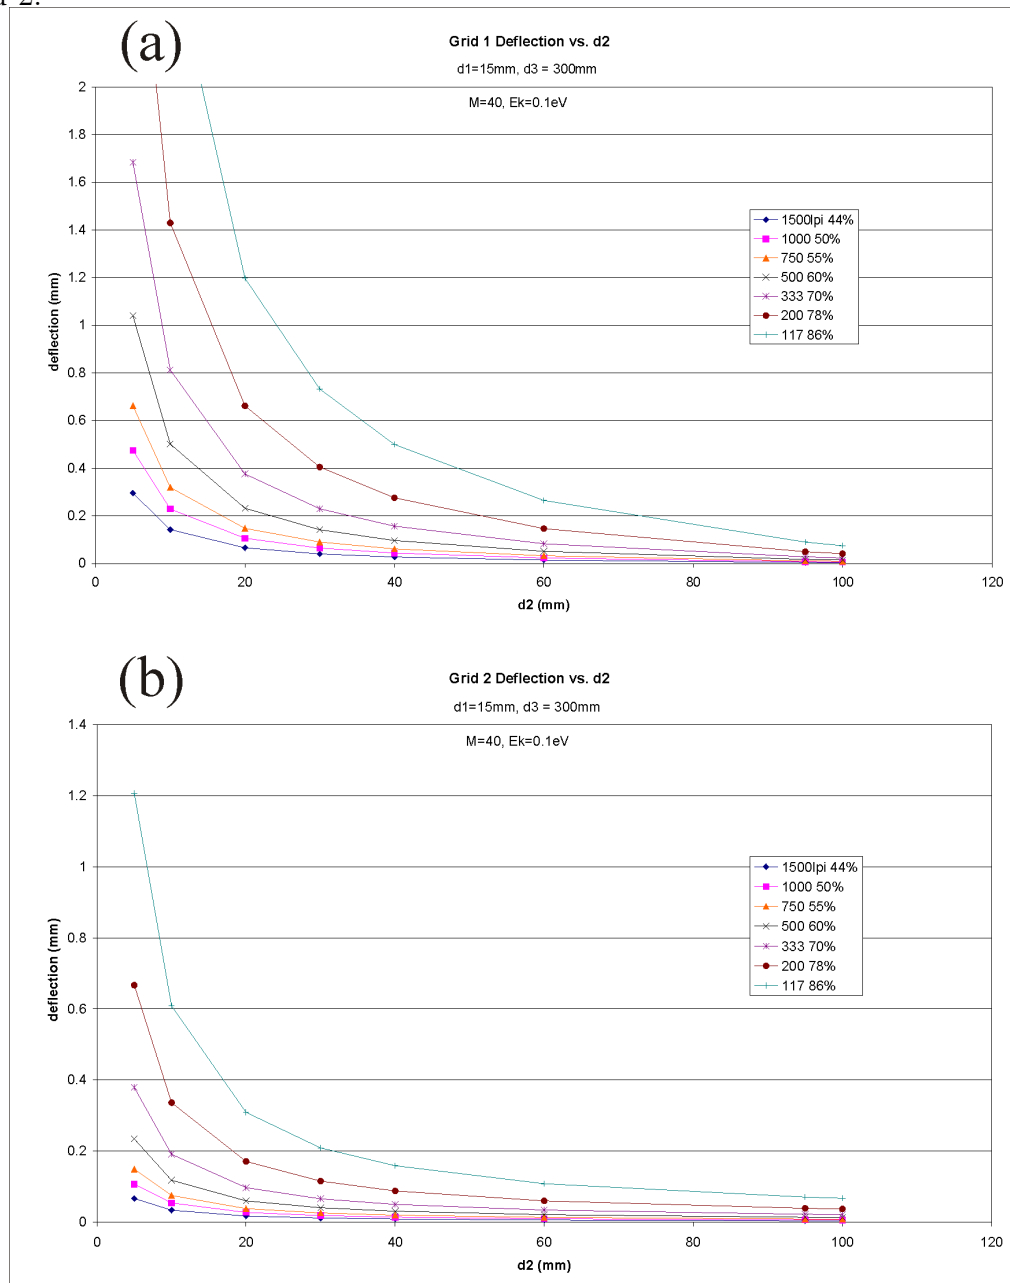 (a)
Grid 1 Deflection vs. d2
d1=15mm, d3 = 300mm
M=40, Ek=0.1eV
2
1.8
1.6
1.4
1.2
1
0.8
0.6
0.4
0.2
0
deflection (mm)
1500lpi 44%
1000 50%
750 55%
500 60%
333 70%
200 78%
117 86%
0 20 40 60 80 100 120
d2 (mm)
(b)
Grid 2 Deflection vs. d2
d1=15mm, d3 = 300mm
M=40, Ek=0.1eV
1.4
1.2
1
0.8
0.6
0.4
0.2
0
deflection (mm)
1500lpi 44%
1000 50%
750 55%
500 60%
333 70%
200 78%
117 86%
0 20 40 60 80 100 120
d2 (mm)